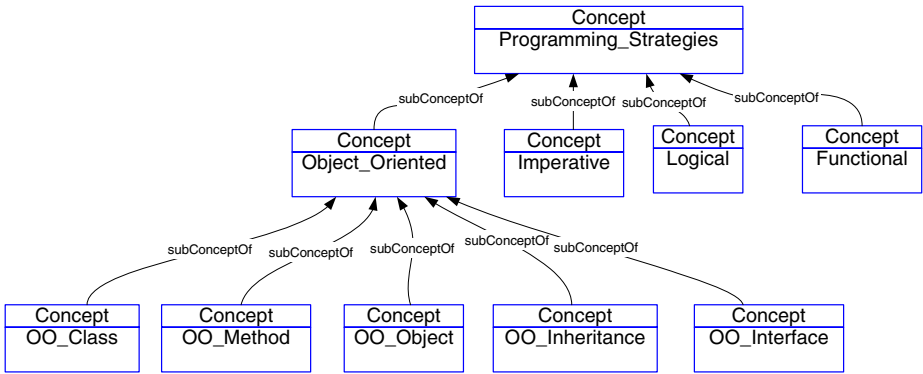 Concept
Programming_Strategies
subConceptOf
subConceptOf
subConceptOf
subConceptOf
Concept
Object_Oriented
Concept
Imperative
Concept
Logical
Concept
Functional
subConceptOf
subConceptOf
subConceptOf
subConceptOf
subConceptOf
Concept
OO_Class
Concept
OO_Method
Concept
OO_Object
Concept
OO_Inheritance
Concept
OO_Interface